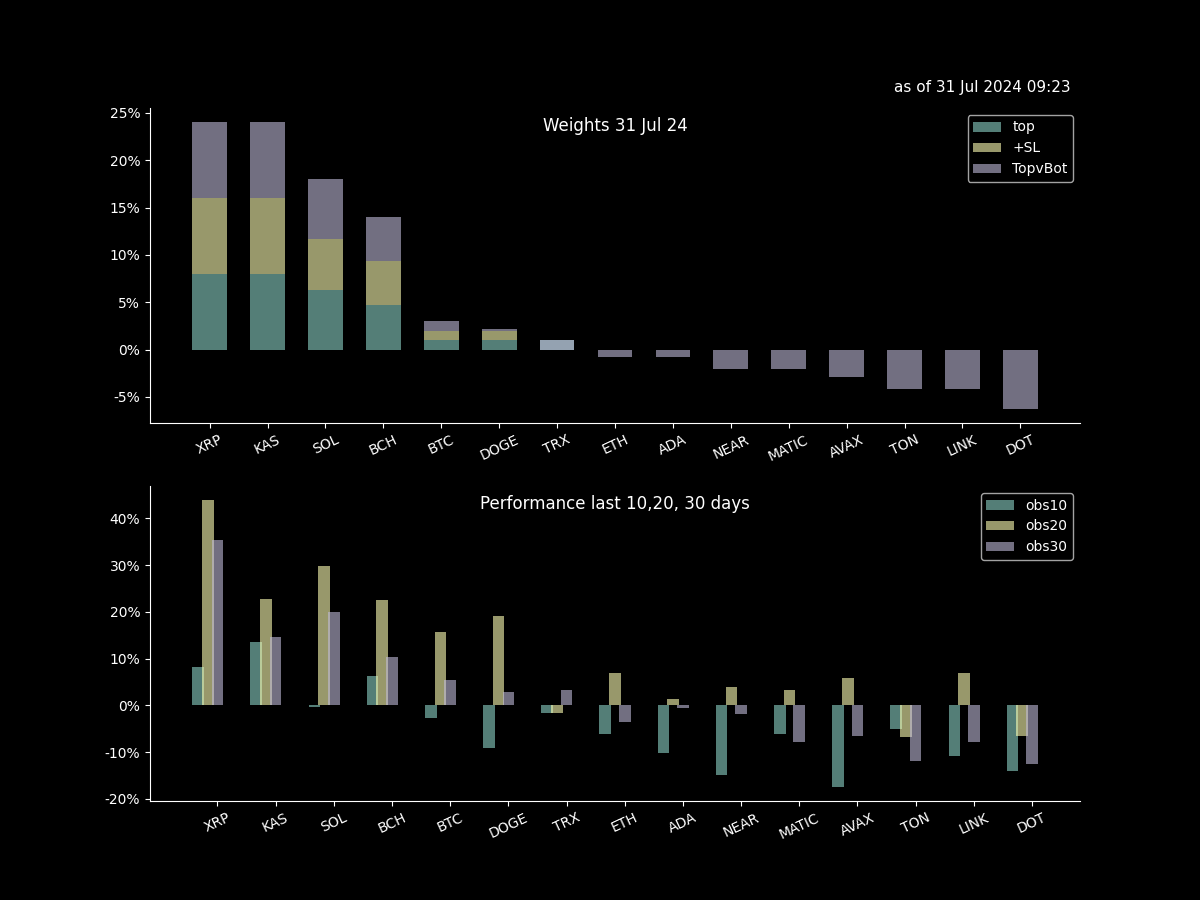 as of 31 Jul 2024 09:23
Weights 31 Jul 24
top
+SL
TopvBot
25%
20%
15%
10%
5%
0%
-5%
XRP KAS SOL BCH BTC DOGE TRX ETH ADA NEAR MATIC AVAX TON LINK DOT
Performance last 10,20, 30 days
obs10
obs20
obs30
40%
30%
20%
10%
0%
-10%
-20%
XRP KAS SOL BCH BTC DOGE TRX ETH ADA NEAR MATIC AVAX TON LINK DOT